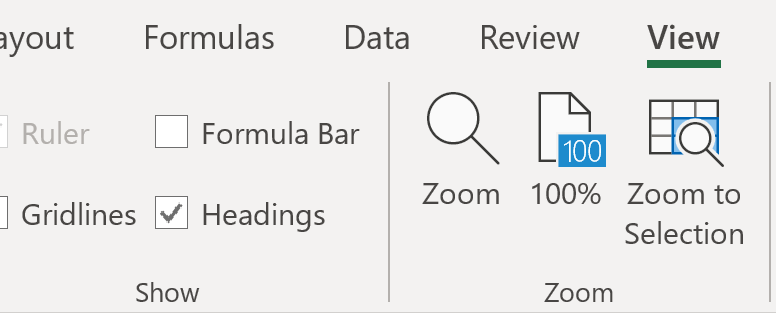 ayout Formulas Data Review View
Ruler Formula Bar
Gridlines Headings
Show
100
Zoom 100% Zoom to
Selection
Zoom